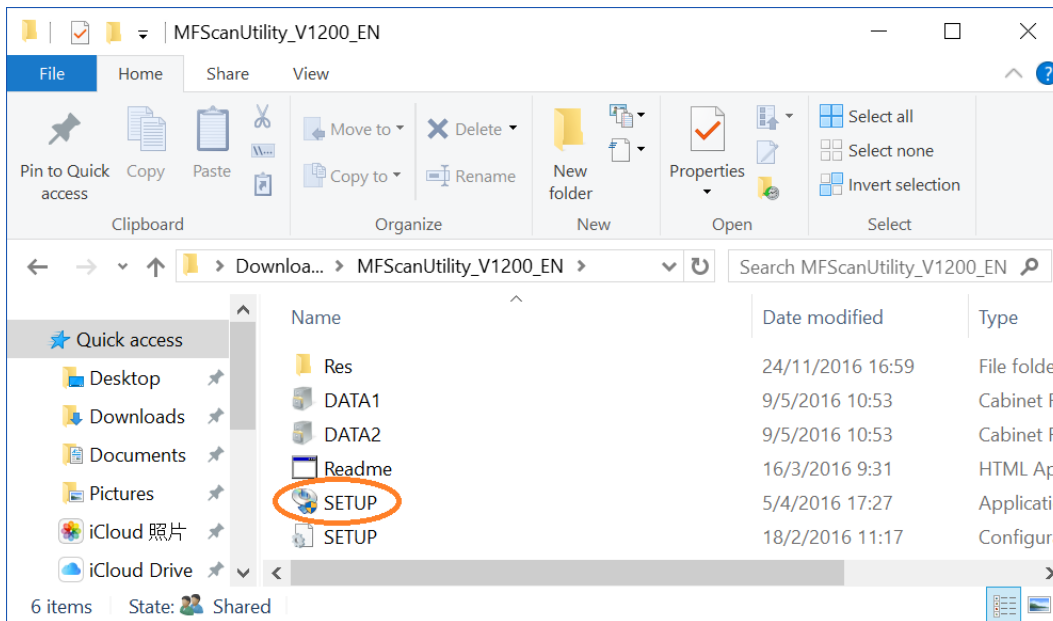 MFScanUtility_V1200_EN
File Home Share View
?
Pin to Quick access
Copy
Paste
W...
Clipboard
Move to
Copy to
Delete
Rename
Organize
New folder
New
Properties
Open
Select all
Select none
Invert selection
Select
Downloa... MFScanUtility_V1200_EN
Search MFScanUtility_V1200_EN
Quick access
Desktop
Downloads
Documents
Pictures
iCloud 照片
iCloud Drive
Name Date modified Type
Res 24/11/2016 16:59 File folde
DATA1 9/5/2016 10:53 Cabinet F
DATA2 9/5/2016 10:53 Cabinet F
Readme 16/3/2016 9:31 HTML Ap
SETUP 5/4/2016 17:27 Applicati
SETUP 18/2/2016 11:17 Configur
6 items State: Shared